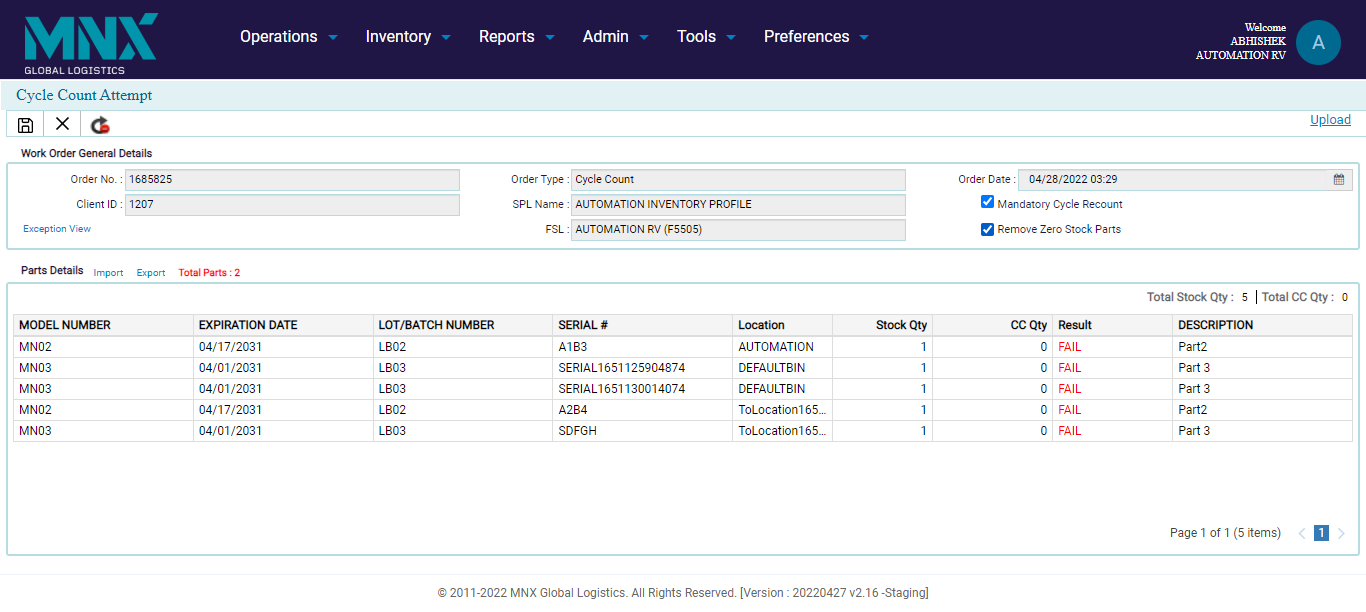 MNX
GLOBAL LOGISTICS
Operations Inventory Reports Admin Tools Preferences
Welcome
ABHISHEK
AUTOMATION RV
A
Cycle Count Attempt
Upload
Work Order General Details
Order No. : 1685825 Order Type : Cycle Count Order Date : 04/28/2022 03:29
Client ID : 1207 SPL Name : AUTOMATION INVENTORY PROFILE Mandatory Cycle Recount
Exception View FSL : AUTOMATION RV (F5505) Remove Zero Stock Parts
Parts Details Import Export Total Parts : 2
Total Stock Qty : 5 Total CC Qty : 0
MODEL NUMBER EXPIRATION DATE LOT/BATCH NUMBER SERIAL # Location Stock Qty CC Qty Result DESCRIPTION
MN02 04/17/2031 LB02 A1B3 AUTOMATION 1 0 FAIL Part2
MN03 04/01/2031 LB03 SERIAL1651125904874 DEFAULTBIN 1 0 FAIL Part 3
MN03 04/01/2031 LB03 SERIAL1651130014074 DEFAULTBIN 1 0 FAIL Part 3
MN02 04/17/2031 LB02 A2B4 ToLocation165... 1 0 FAIL Part2
MN03 04/01/2031 LB03 SDFGH ToLocation165... 1 0 FAIL Part 3
Page 1 of 1 (5 items) 1
© 2011-2022 MNX Global Logistics. All Rights Reserved. [Version : 20220427 v2.16 -Staging]